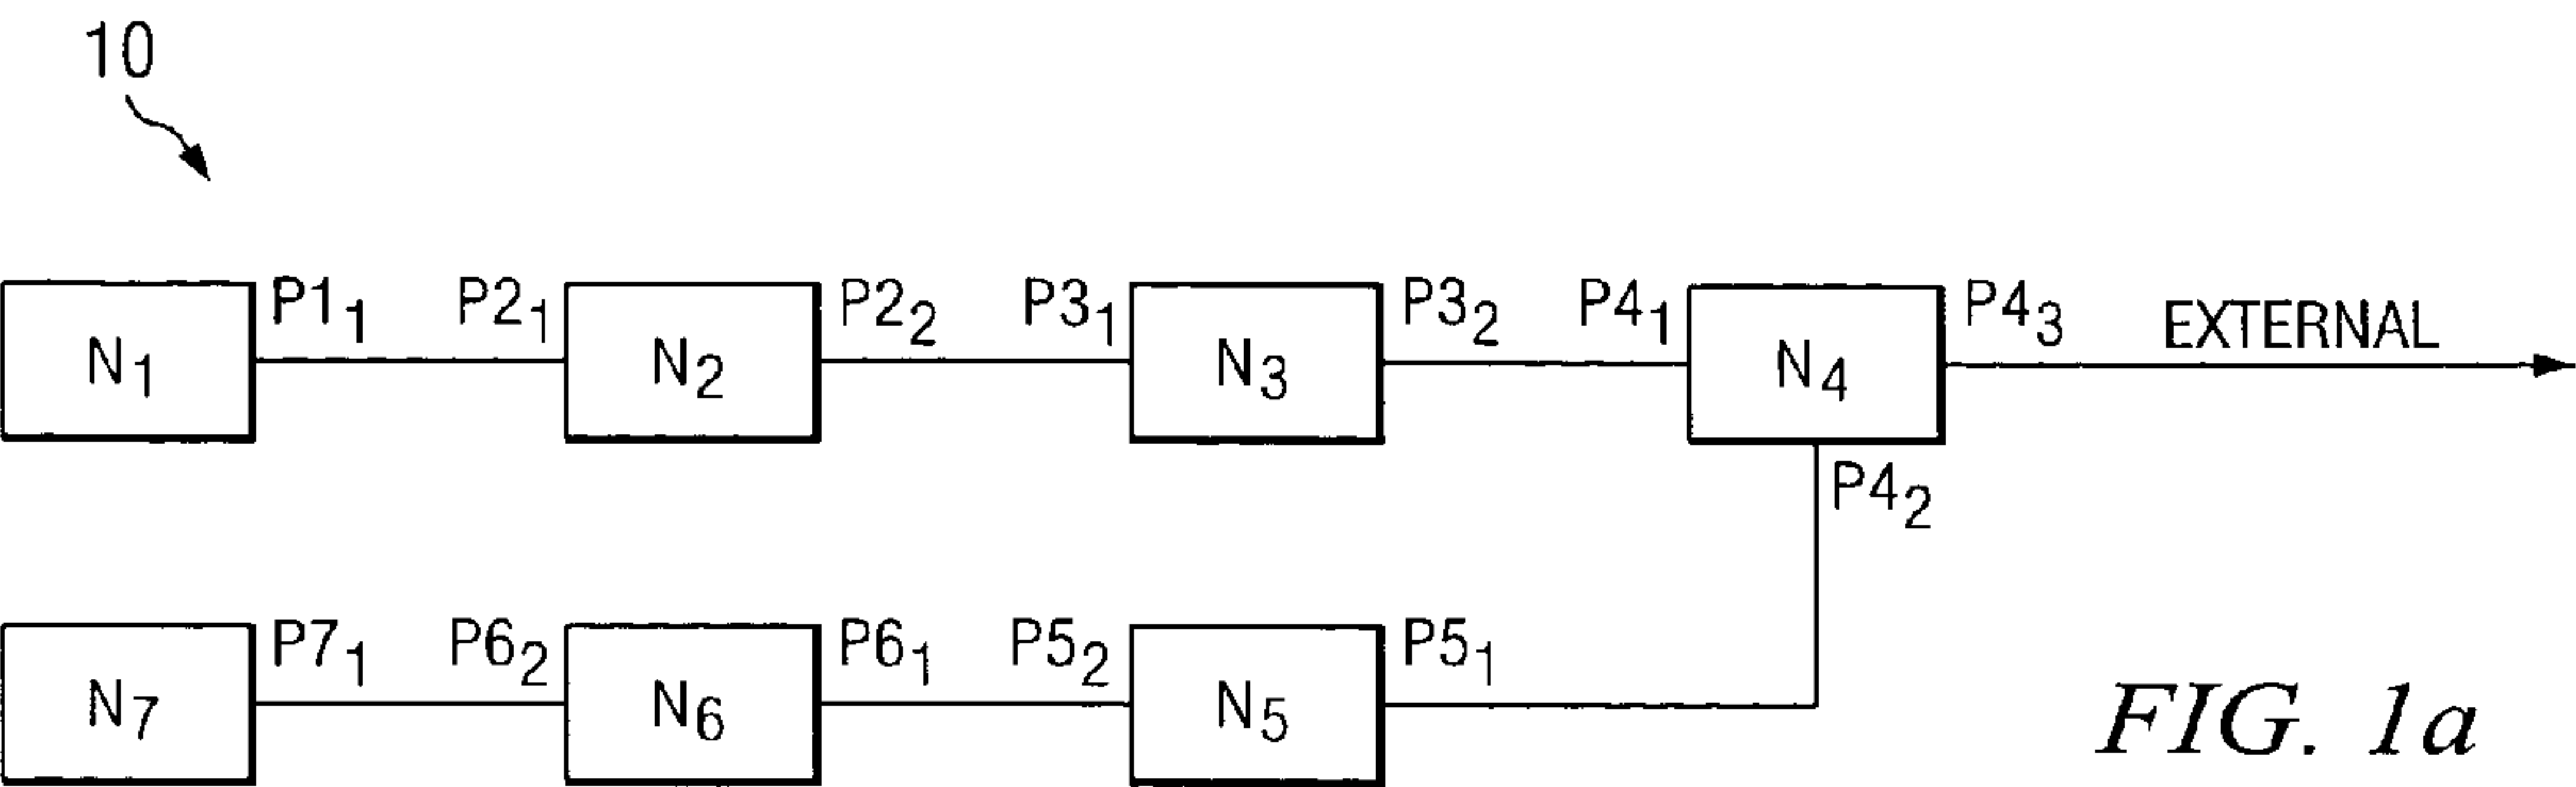 10
P1₁ P2₁ P2₂ P3₁ P3₂ P4₁ P4₃ EXTERNAL
N₁ N₂ N₃ N₄
P4₂
P7₁ P6₂ P6₁ P5₂ P5₁
N₇ N₆ N₅
FIG. 1a